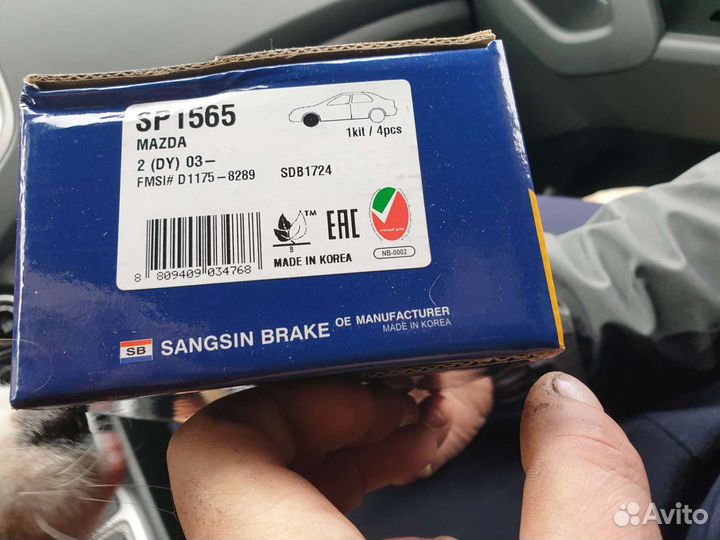 SP1565
MAZDA
1kit / 4pcs
2 (DY) 03-
FMSI# D1175-8289
SDB1724
TM
B
EAC
MADE IN KOREA
NB-0002
8 809409 034768
SB
SANGSIN BRAKE
OE MANUFACTURER
MADE IN KOREA
Avito